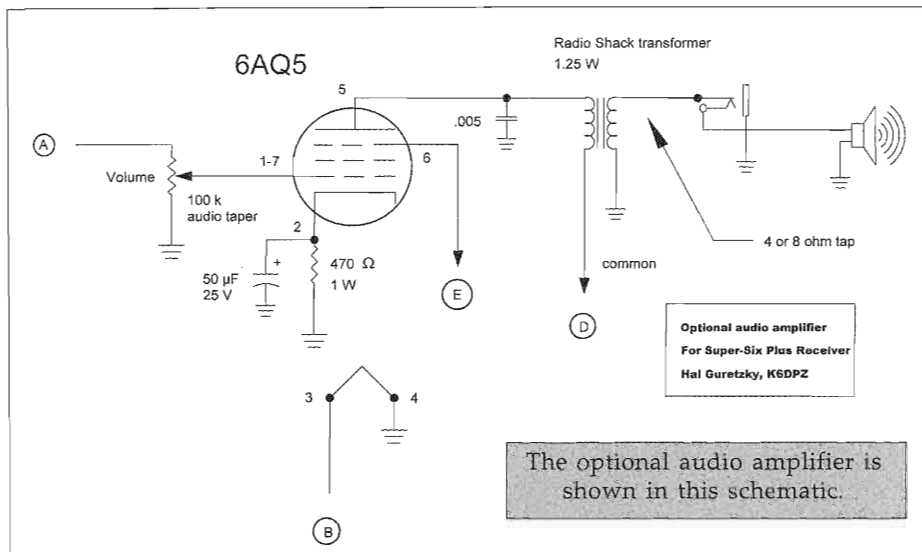 6AQ5
Radio Shack transformer
1.25 W
5
.005
A
Volume
1-7
6
100 k
audio taper
2
50 µF
25 V
+
470 Ω
1 W
E
common
4 or 8 ohm tap
D
Optional audio amplifier
For Super-Six Plus Receiver
Hal Guretzky, K6DPZ
3
4
B
The optional audio amplifier is
shown in this schematic.